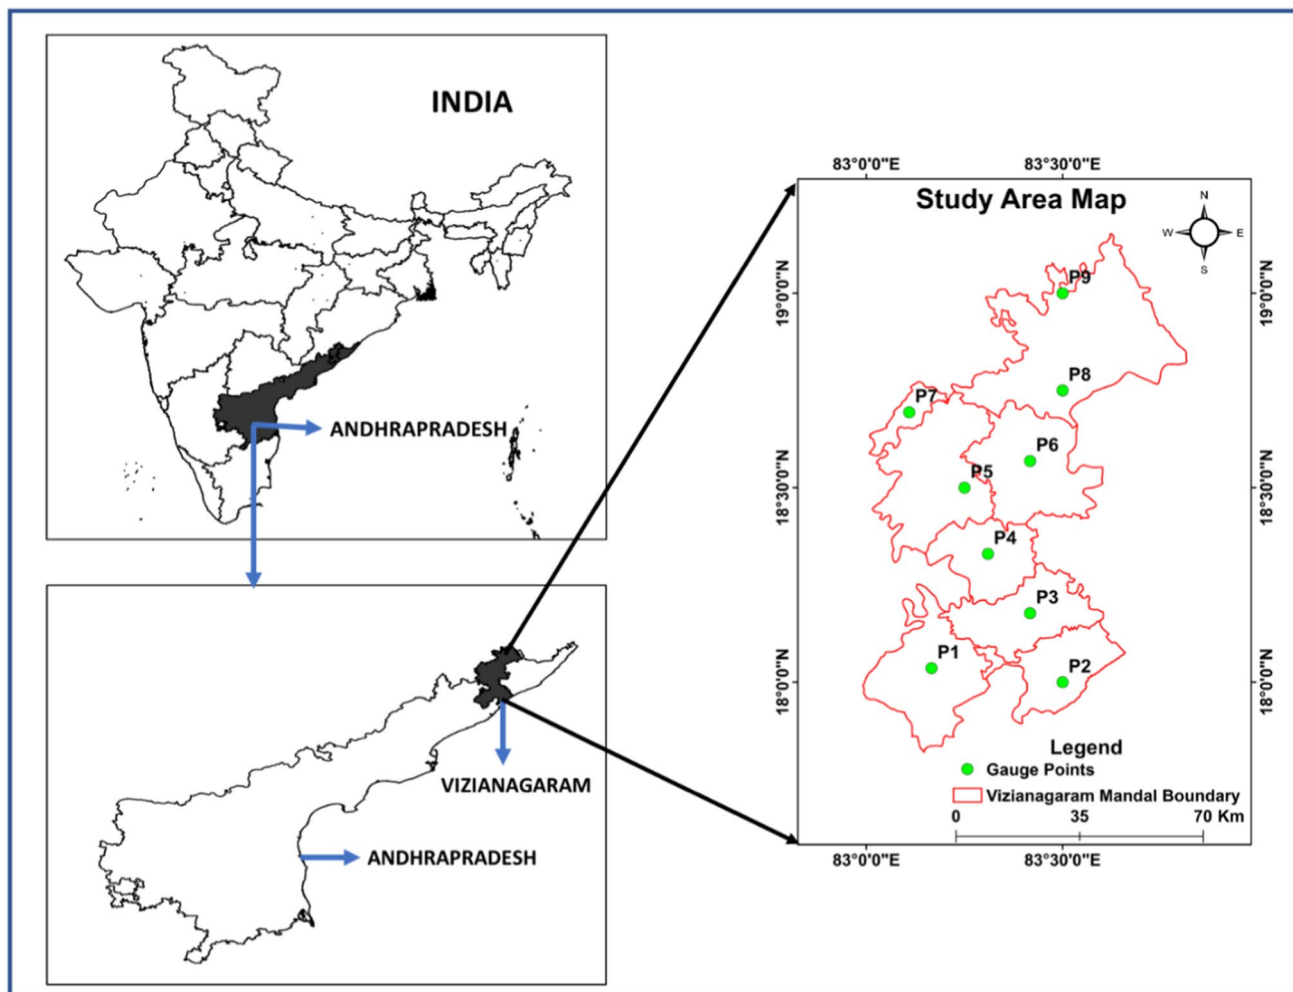 INDIA
ANDHRAPRADESH
VIZIANAGARAM
ANDHRAPRADESH
83°0'0"E 83°30'0"E
Study Area Map
N
W E
S
19°0'0"N 19°0'0"N
P9
P8
P7
P6
P5
18°30'0"N 18°30'0"N
P4
P3
P1
P2
18°0'0"N 18°0'0"N
Legend
Gauge Points
Vizianagaram Mandal Boundary
0 35 70 Km
83°0'0"E 83°30'0"E